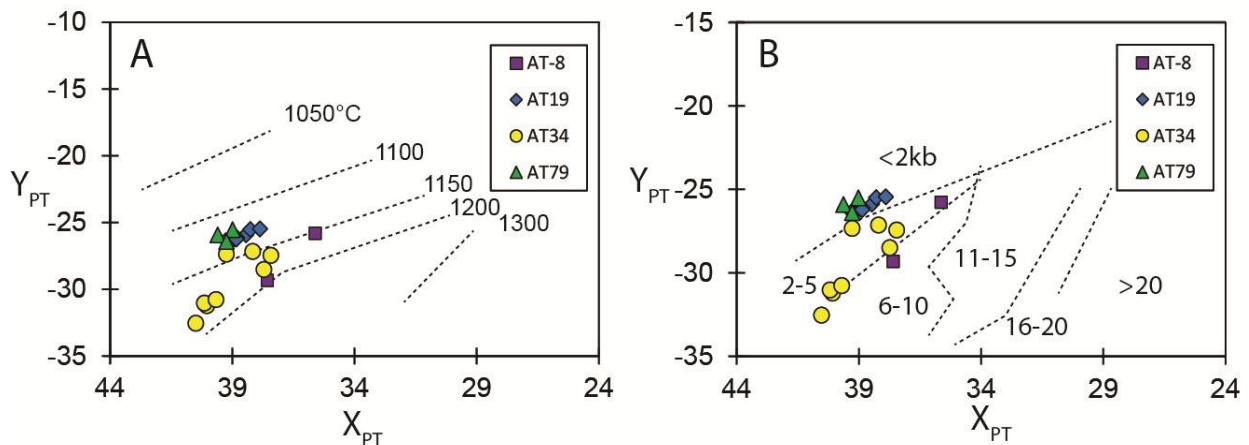 A
-10
-15
-20
-25
-30
-35
Y_PT
44
39
34
29
24
X_PT
1050°C
1100
1150
1200
1300
AT-8
AT19
AT34
AT79
B
-15
-20
-25
-30
-35
Y_PT
44
39
34
29
24
X_PT
<2kb
2-5
6-10
11-15
16-20
>20
AT-8
AT19
AT34
AT79